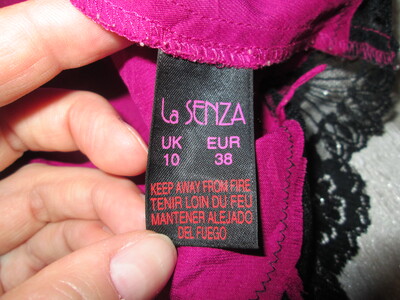 La SENZA
UK EUR
10 38
KEEP AWAY FROM FIRE
TENIR LOIN DU FEU
MANTENER ALEJADO
DEL FUEGO